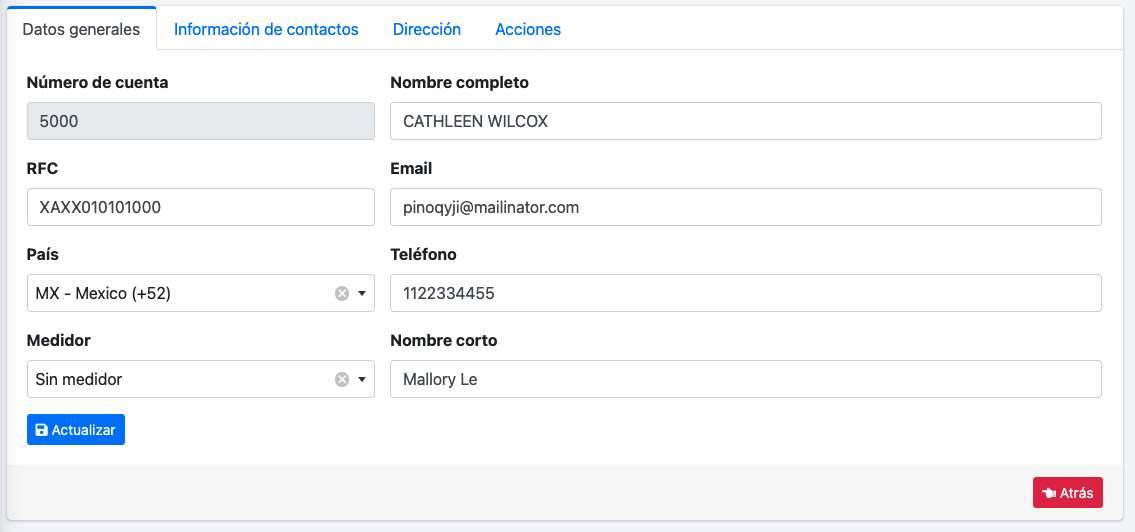 Datos generales Información de contactos Dirección Acciones
Número de cuenta Nombre completo
5000 CATHLEEN WILCOX
RFC Email
XAXX010101000 pinoqyji@mailinator.com
País Teléfono
MX - Mexico (+52) 1122334455
Medidor Nombre corto
Sin medidor Mallory Le
Actualizar
Atrás